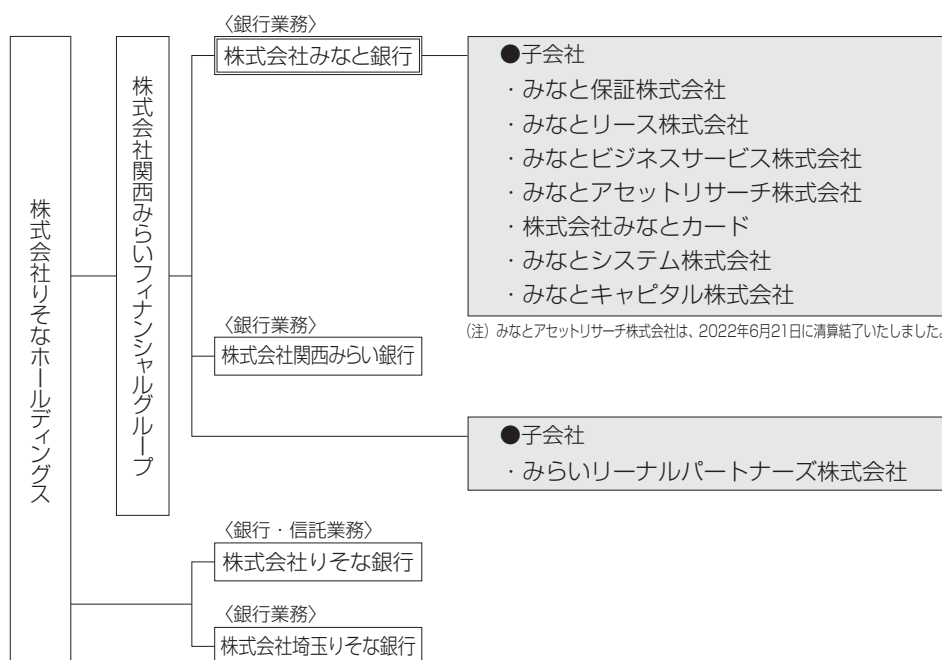 株式会社りそなホールディングス
株式会社関西みらいフィナンシャルグループ
〈銀行業務〉
株式会社みなと銀行
●子会社
・みなと保証株式会社
・みなとリース株式会社
・みなとビジネスサービス株式会社
・みなとアセットリサーチ株式会社
・株式会社みなとカード
・みなとシステム株式会社
・みなとキャピタル株式会社
(注) みなとアセットリサーチ株式会社は、2022年6月21日に清算結了いたしました。
〈銀行業務〉
株式会社関西みらい銀行
●子会社
・みらいリーナルパートナーズ株式会社
〈銀行・信託業務〉
株式会社りそな銀行
〈銀行業務〉
株式会社埼玉りそな銀行